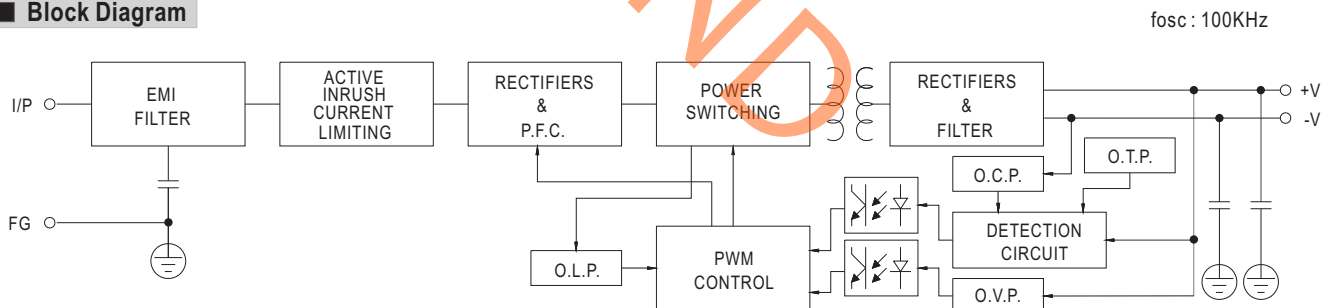 Block Diagram
fosc : 100KHz
I/P
EMI
FILTER
ACTIVE
INRUSH
CURRENT
LIMITING
RECTIFIERS
&
P.F.C.
POWER
SWITCHING
RECTIFIERS
&
FILTER
+V
-V
O.C.P.
O.T.P.
FG
O.L.P.
PWM
CONTROL
DETECTION
CIRCUIT
O.V.P.
ND